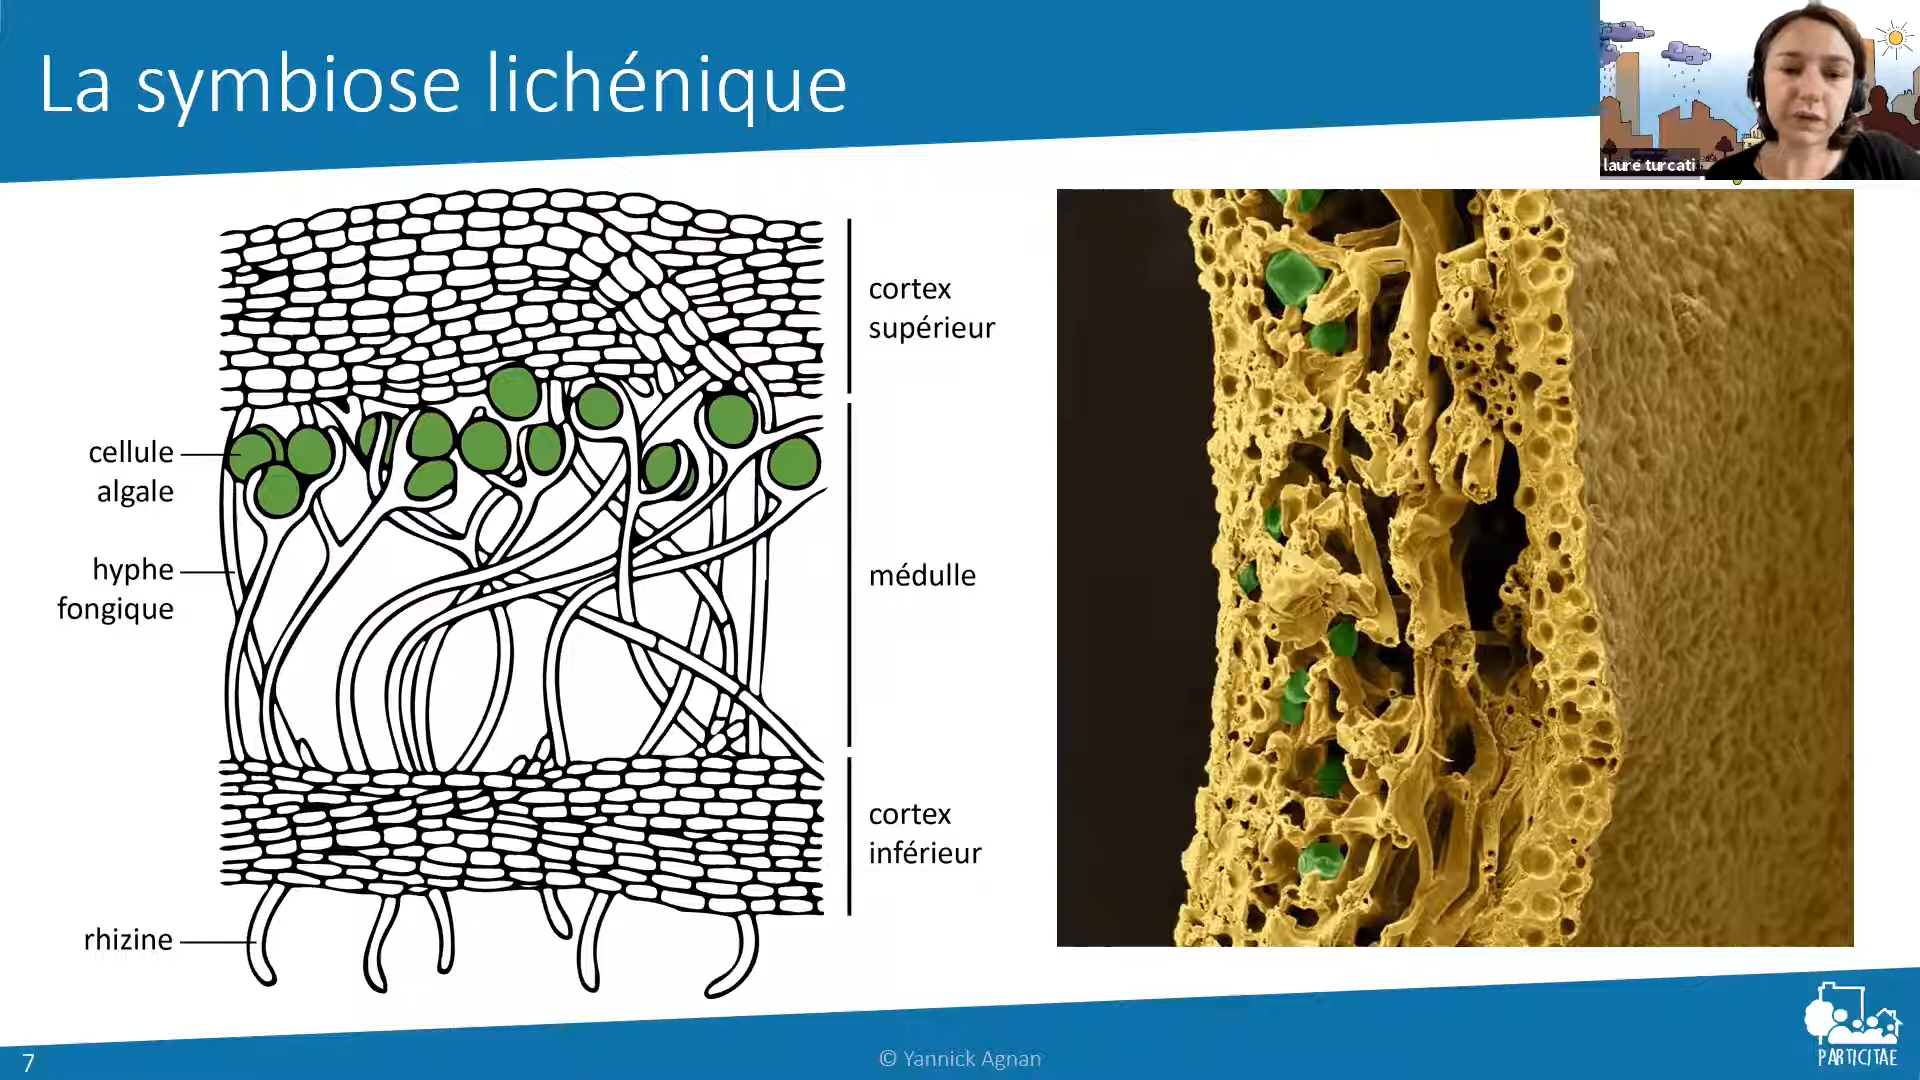 La symbiose lichénique
laure turcati
cortex
supérieur
cellule
algale
hyphe
fongique
médulle
cortex
inférieur
rhizine
7
© Yannick Agnan
PARTICITAE